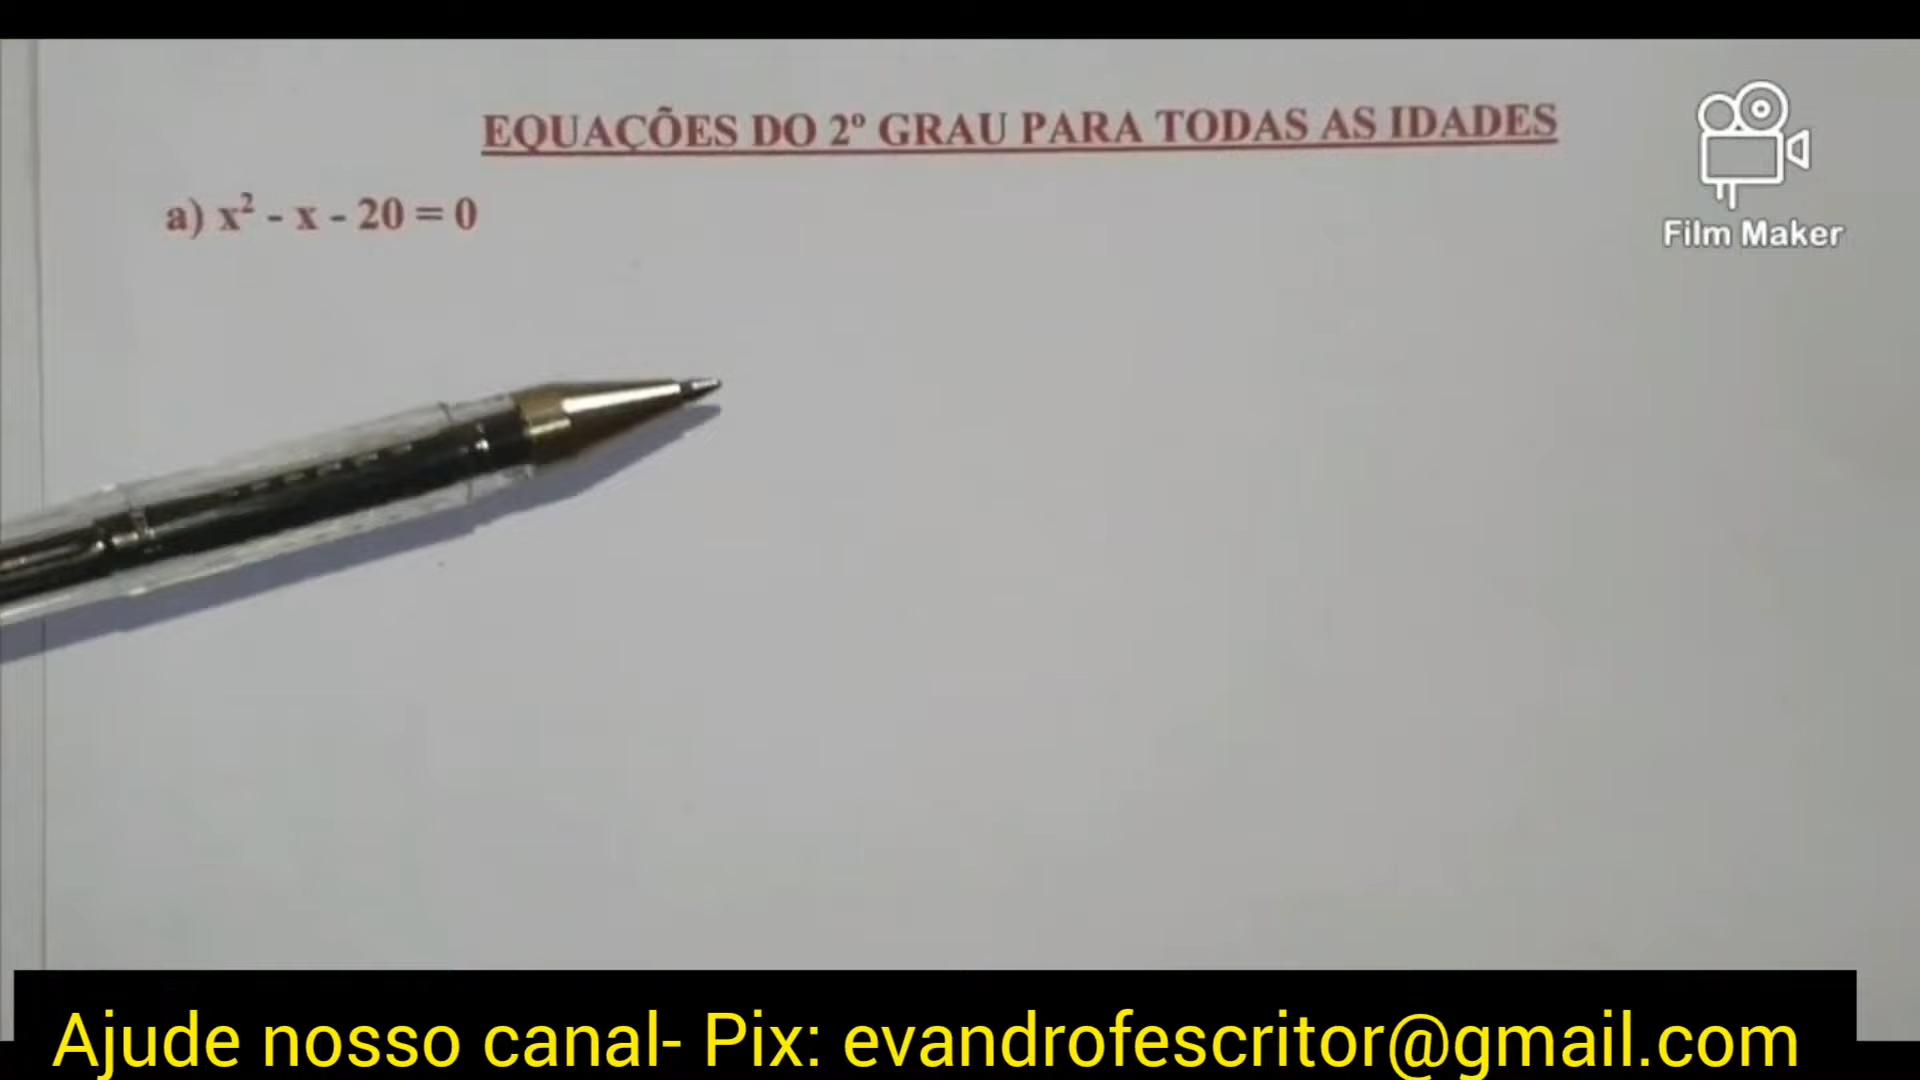 EQUAÇÕES DO 2º GRAU PARA TODAS AS IDADES
a) x² - x - 20 = 0
Film Maker
Ajude nosso canal- Pix: evandrofescritor@gmail.com